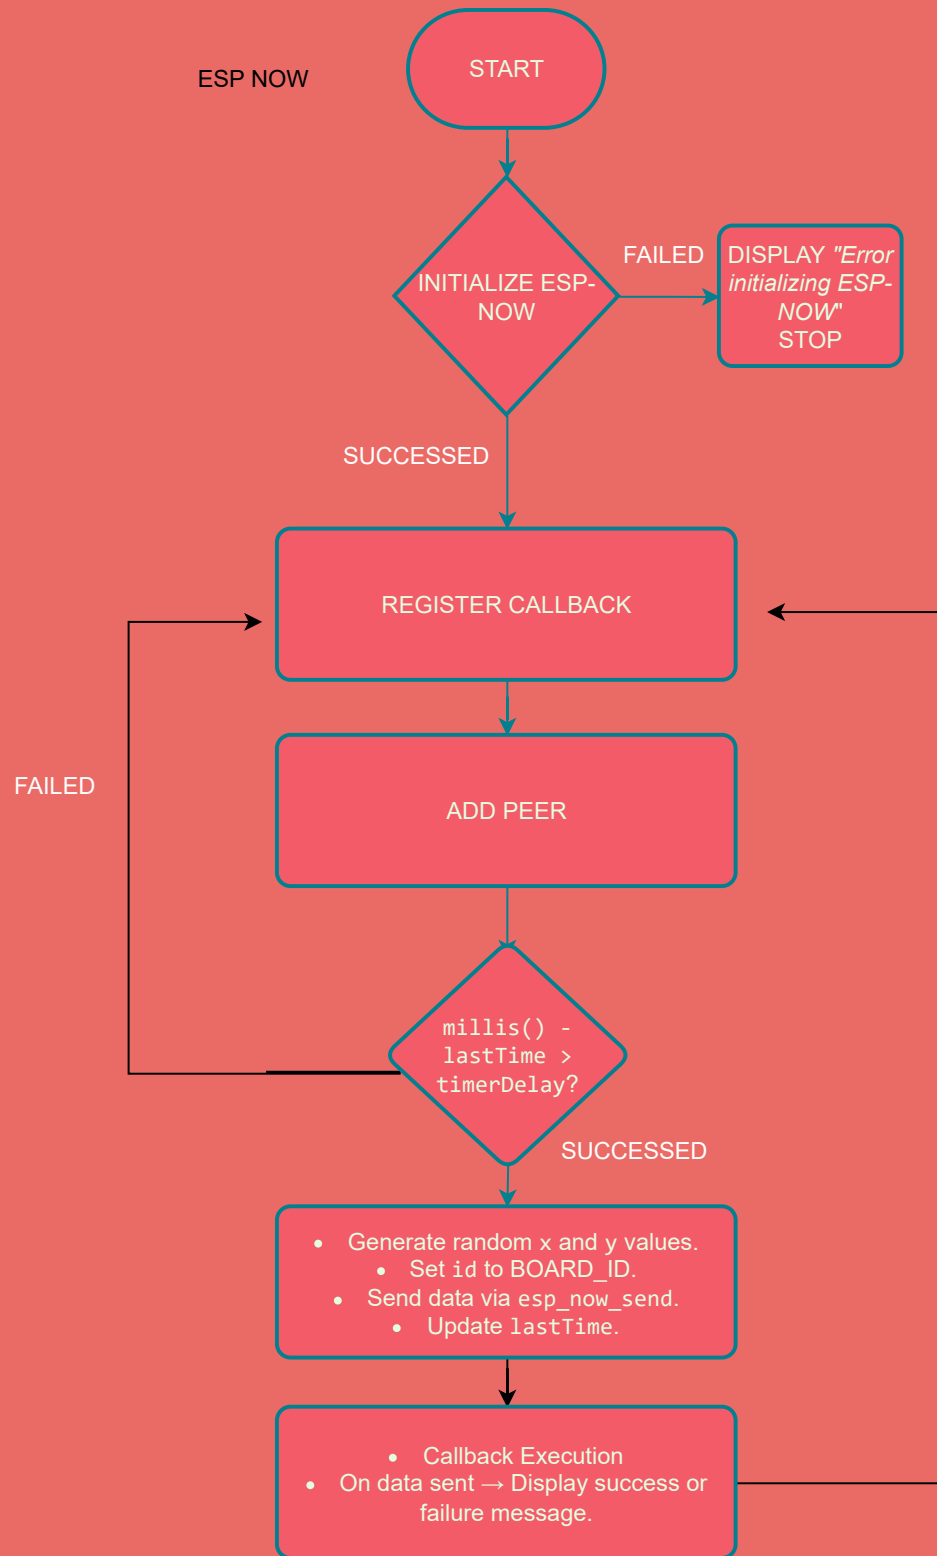 START
ESP NOW
FAILED
DISPLAY "Error
initializing ESP-
NOW"
STOP
INITIALIZE ESP-
NOW
SUCCESSED
REGISTER CALLBACK
FAILED
ADD PEER
millis() -
lastTime >
timerDelay?
SUCCESSED
• Generate random x and y values.
• Set id to BOARD_ID.
• Send data via esp_now_send.
• Update lastTime.
• Callback Execution
• On data sent → Display success or
failure message.